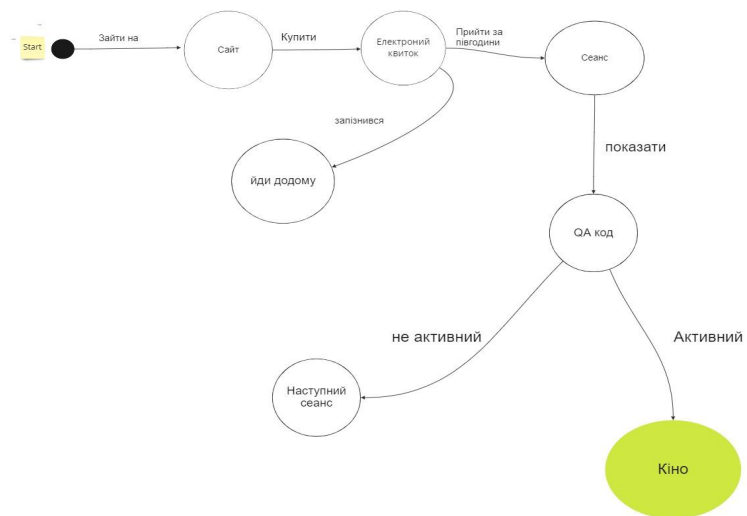 Start
Зайти на
Сайт
Купити
Електроний
квиток
Прийти за
півгодини
Сеанс
запізнився
йди додому
показати
QA код
не активний
Активний
Наступний
сеанс
Кіно